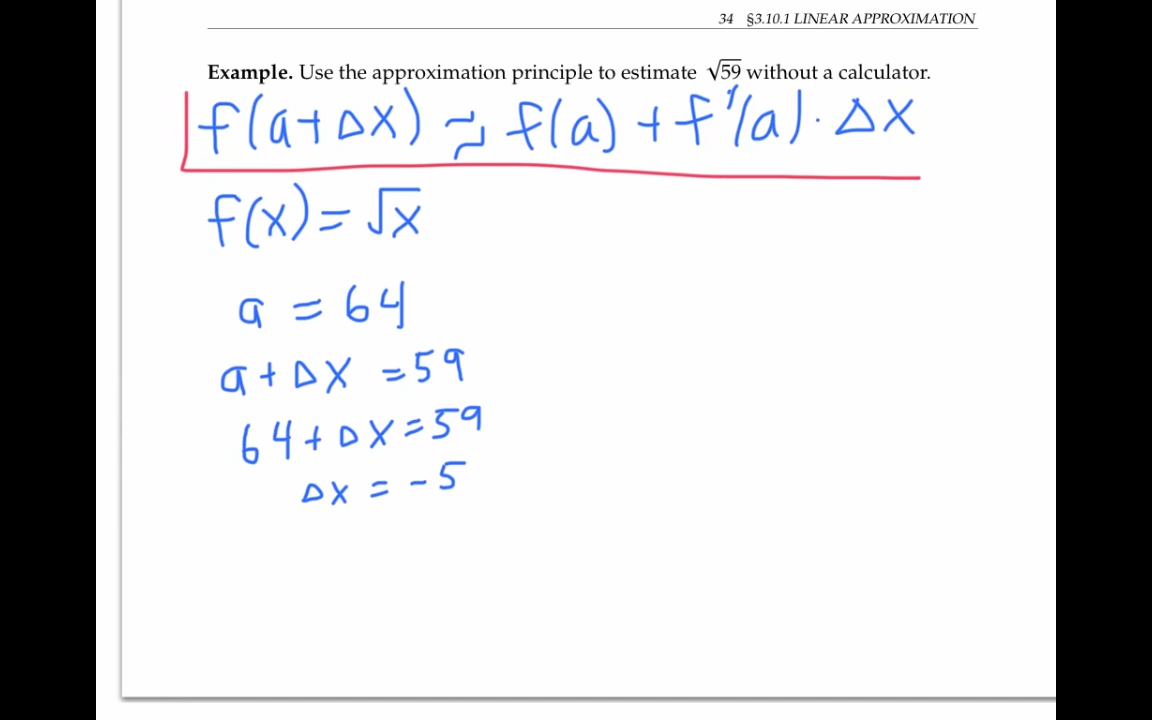 34 §3.10.1 LINEAR APPROXIMATION
Example. Use the approximation principle to estimate √59 without a calculator.
f(a+Δx) ≈ f(a) + f'(a) · Δx
f(x) = √x
a = 64
a + Δx = 59
64 + Δx = 59
Δx = -5